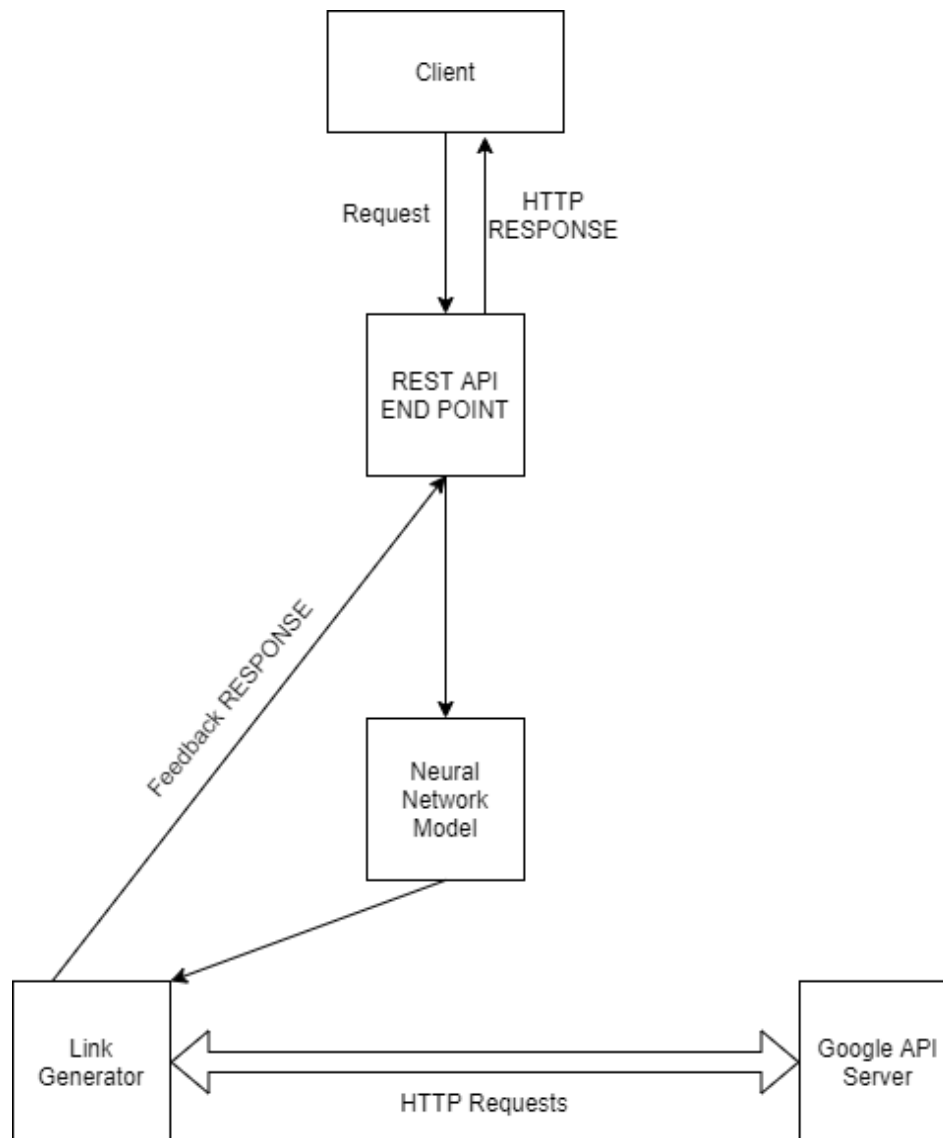 Client
Request
HTTP
RESPONSE
REST API
END POINT
Feedback RESPONSE
Neural
Network
Model
Link
Generator
HTTP Requests
Google API
Server